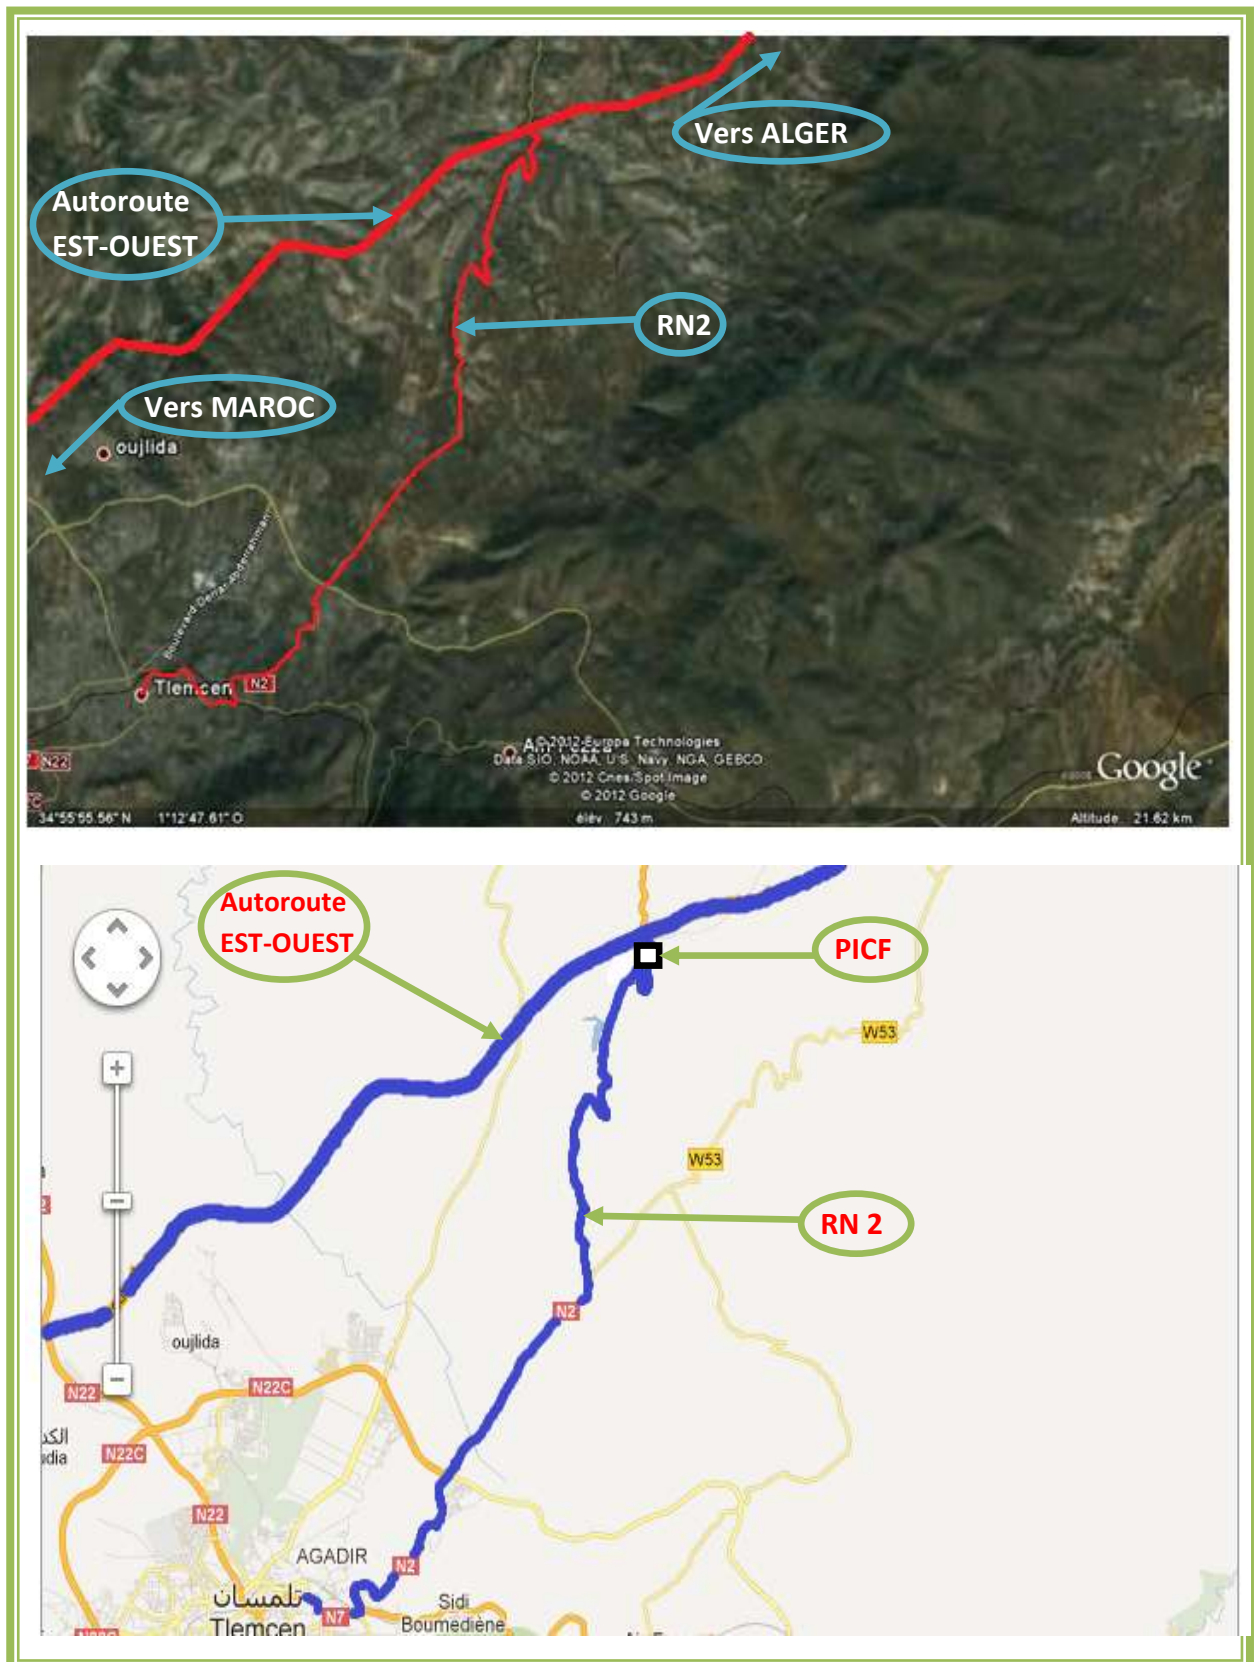 Vers ALGER
Autoroute
EST-OUEST
RN2
Vers MAROC
oujlida
Boulevard Derrar Abderrahman
Tlemcen
N2
© 2012 Europa Technologies
Data SIO, NOAA, U.S. Navy, NGA, GEBCO
N22
© 2012 Cnes/Spot Image
© 2012 Google
Google
34°55'55.56" N 1°12'47.61" O
élév. 743 m
Altitude 21.62 km
Autoroute
EST-OUEST
PICF
W53
W53
RN 2
N2
oujlida
N22
N22C
N22C
N22
AGADIR
N2
تلمسان
Tlemcen
N7
Sidi
Boumediène